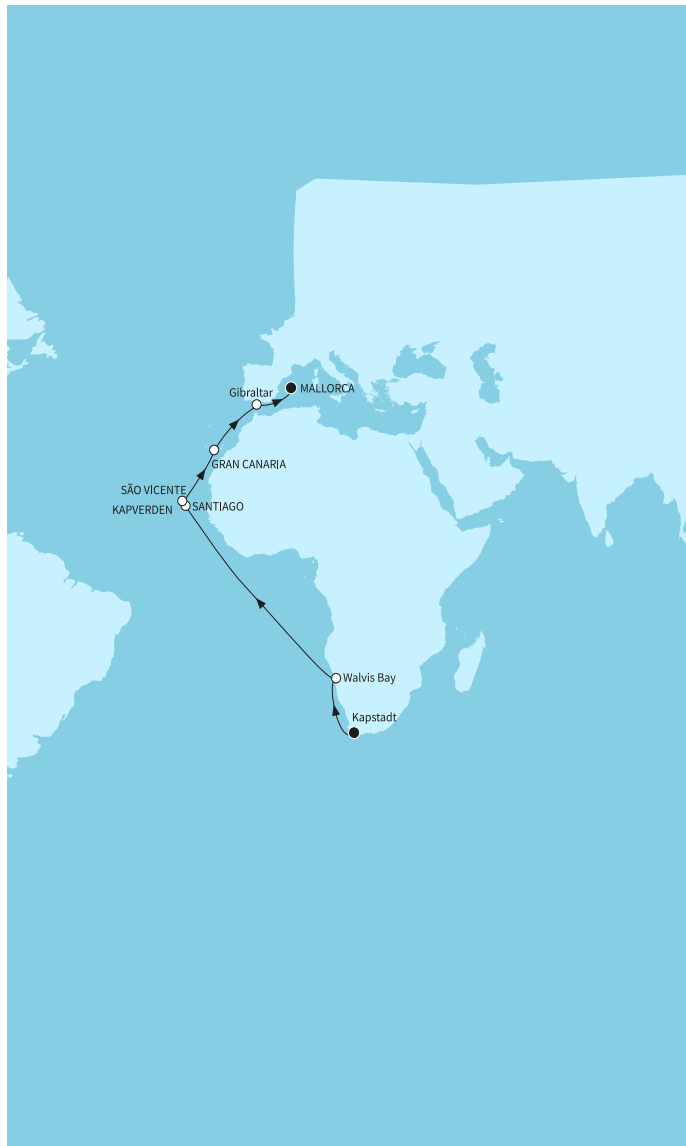 Gibraltar
MALLORCA
GRAN CANARIA
SÃO VICENTE
KAPVERDEN
SANTIAGO
Walvis Bay
Kapstadt